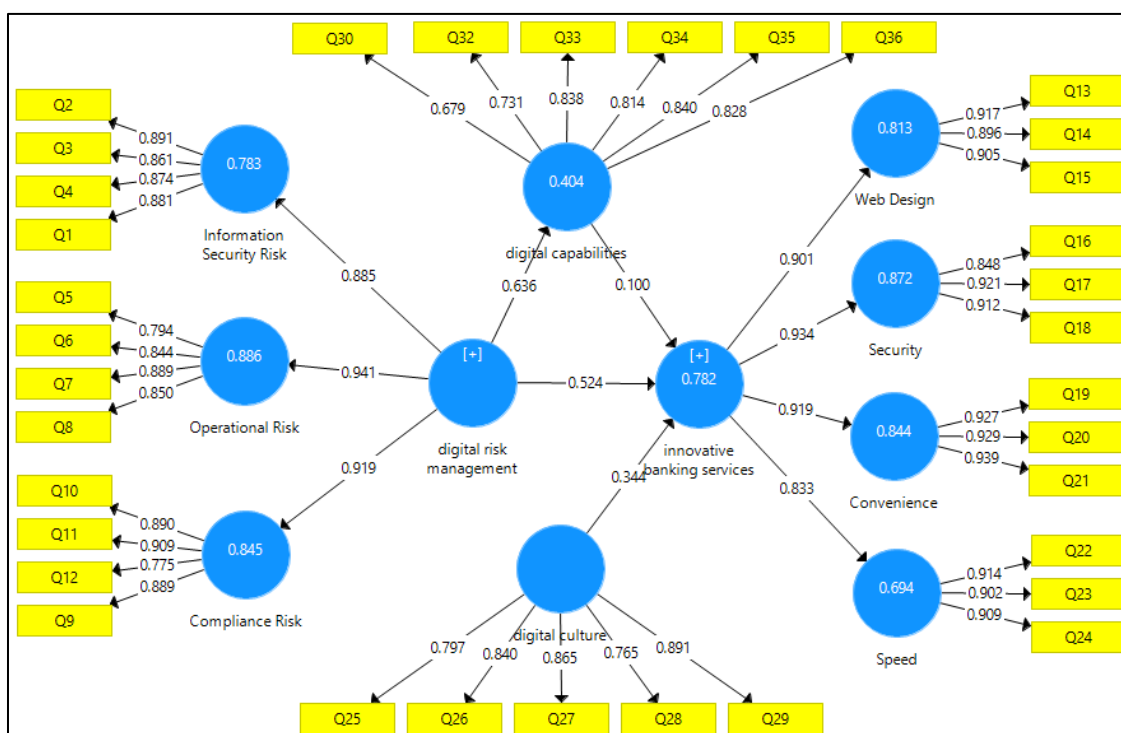 Q30
Q32
Q33
Q34
Q35
Q36
0.679
0.731
0.838
0.814
0.840
0.828
0.404
digital capabilities
Q2
Q3
Q4
Q1
0.891
0.861
0.874
0.881
0.783
Information
Security Risk
Q5
Q6
Q7
Q8
0.794
0.844
0.889
0.850
0.886
Operational Risk
Q10
Q11
Q12
Q9
0.890
0.909
0.775
0.889
0.845
Compliance Risk
0.885
0.941
0.919
0.636
0.100
0.524
0.344
[+]
digital risk
management
[+]
0.782
innovative
banking services
digital culture
0.797
0.840
0.865
0.765
0.891
Q25
Q26
Q27
Q28
Q29
0.901
0.934
0.919
0.833
0.813
Web Design
0.917
0.896
0.905
Q13
Q14
Q15
0.872
Security
0.848
0.921
0.912
Q16
Q17
Q18
0.844
Convenience
0.927
0.929
0.939
Q19
Q20
Q21
0.694
Speed
0.914
0.902
0.909
Q22
Q23
Q24